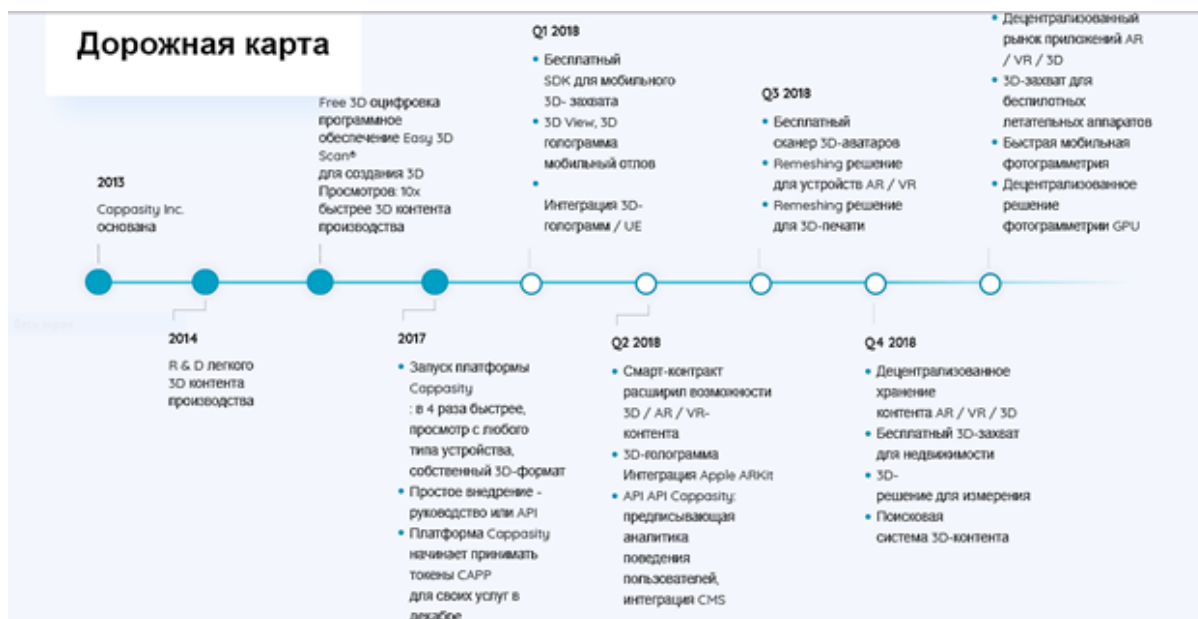 Дорожная карта
2013
Cappasity Inc.
основана
2014
R & D легкого
3D контента
производства
Free 3D оцифровка
программное
обеспечение Easy 3D
Scan®
для создания 3D
Просмотров: 10x
быстрее 3D контента
производства
2017
• Запуск платформы
Cappasity
: в 4 раза быстрее,
просмотр с любого
типа устройства,
собственный 3D-формат
• Простое внедрение -
руководство или API
• Платформа Cappasity
начинает принимать
токены CAPP
для своих услуг в
декабре
Q1 2018
• Бесплатный
SDK для мобильного
3D- захвата
• 3D View, 3D
голограмма
мобильный отлов
•
Интеграция 3D-
голограмм / UE
Q2 2018
• Смарт-контракт
расширил возможности
3D / AR / VR-
контента
• 3D-голограмма
Интеграция Apple ARKit
• API API Cappasity:
предписывающая
аналитика
поведения
пользователей,
интеграция CMS
Q3 2018
• Бесплатный
сканер 3D-аватаров
• Remeshing решение
для устройств AR / VR
• Remeshing решение
для 3D-печати
Q4 2018
• Децентрализованное
хранение
контента AR / VR / 3D
• Бесплатный 3D-захват
для недвижимости
• 3D-
решение для измерения
• Поисковая
система 3D-контента
• Децентрализованный
рынок приложений AR
/ VR / 3D
• 3D-захват для
беспилотных
летательных аппаратов
• Быстрая мобильная
фотограмметрия
• Децентрализованное
решение
фотограмметрии GPU